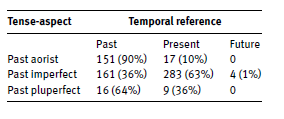 Tense-aspect Temporal reference
Past Present Future
Past aorist 151 (90%) 17 (10%) 0
Past imperfect 161 (36%) 283 (63%) 4 (1%)
Past pluperfect 16 (64%) 9 (36%) 0